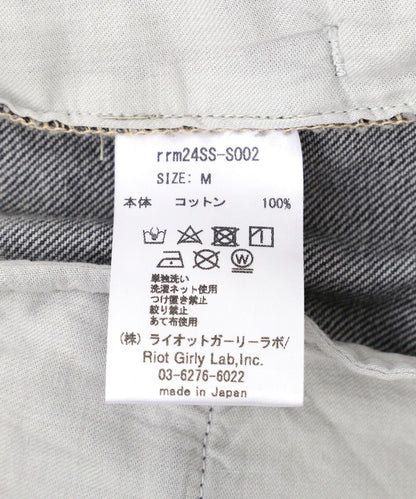 rrm24SS-S002
SIZE: M
本体 コットン 100%
単独洗い
洗濯ネット使用
つけ置き禁止
絞り禁止
あて布使用
(株) ライオットガーリーラボ/
Riot Girly Lab,Inc.
03-6276-6022
made in Japan